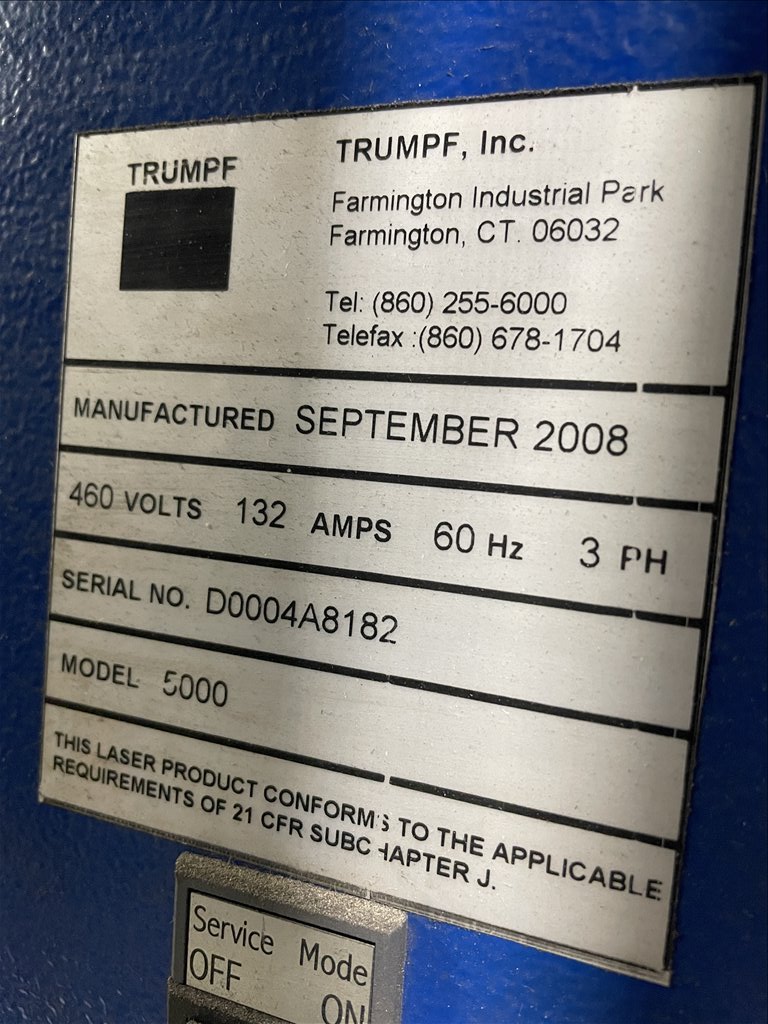 TRUMPF
TRUMPF, Inc.
Farmington Industrial Park
Farmington, CT. 06032
Tel: (860) 255-6000
Telefax :(860) 678-1704
MANUFACTURED SEPTEMBER 2008
460 VOLTS 132 AMPS 60 Hz 3 PH
SERIAL NO. D0004A8182
MODEL 5000
THIS LASER PRODUCT CONFORMS TO THE APPLICABLE
REQUIREMENTS OF 21 CFR SUBCHAPTER J.
Service Mode
OFF ON